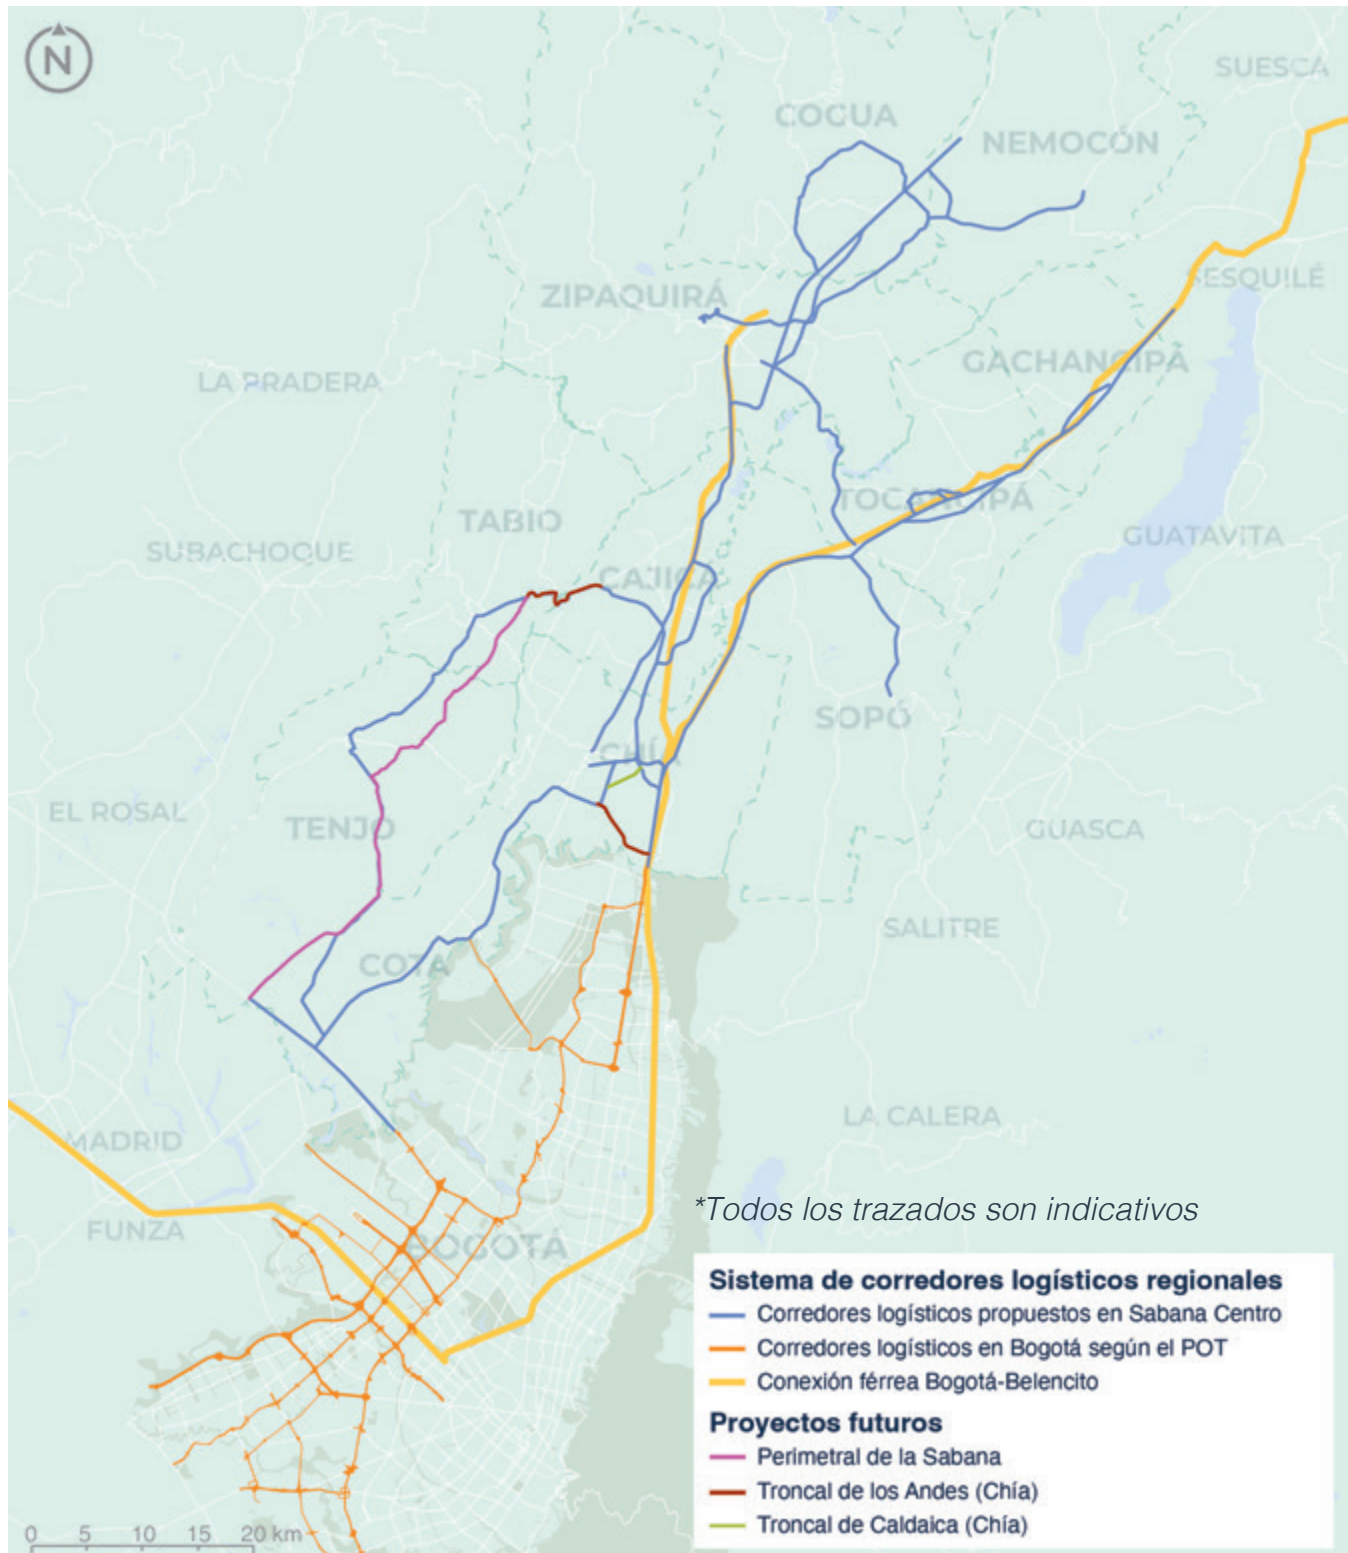 N
SUESCA
COGUA
NEMOCÓN
SESQUILÉ
ZIPAQUIRÁ
GACHANCIPÁ
LA PRADERA
TOCANCIPÁ
TABIO
GUATAVITA
SUBACHOQUE
CAJICÁ
SOPÓ
CHÍA
EL ROSAL
TENJO
GUASCA
SALITRE
COTA
LA CALERA
MADRID
*Todos los trazados son indicativos
FUNZA
BOGOTÁ
Sistema de corredores logísticos regionales
Corredores logísticos propuestos en Sabana Centro
Corredores logísticos en Bogotá según el POT
Conexión férrea Bogotá-Belencito
Proyectos futuros
Perimetral de la Sabana
Troncal de los Andes (Chía)
Troncal de Caldaica (Chía)
0 5 10 15 20 km